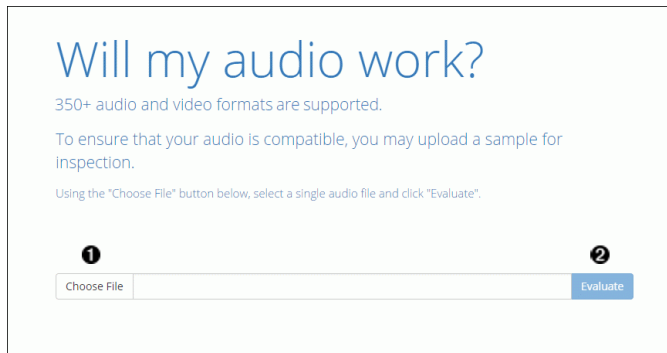 Will my audio work?
350+ audio and video formats are supported.
To ensure that your audio is compatible, you may upload a sample for
inspection.
Using the "Choose File" button below, select a single audio file and click "Evaluate".
❶ ❷
Choose File Evaluate